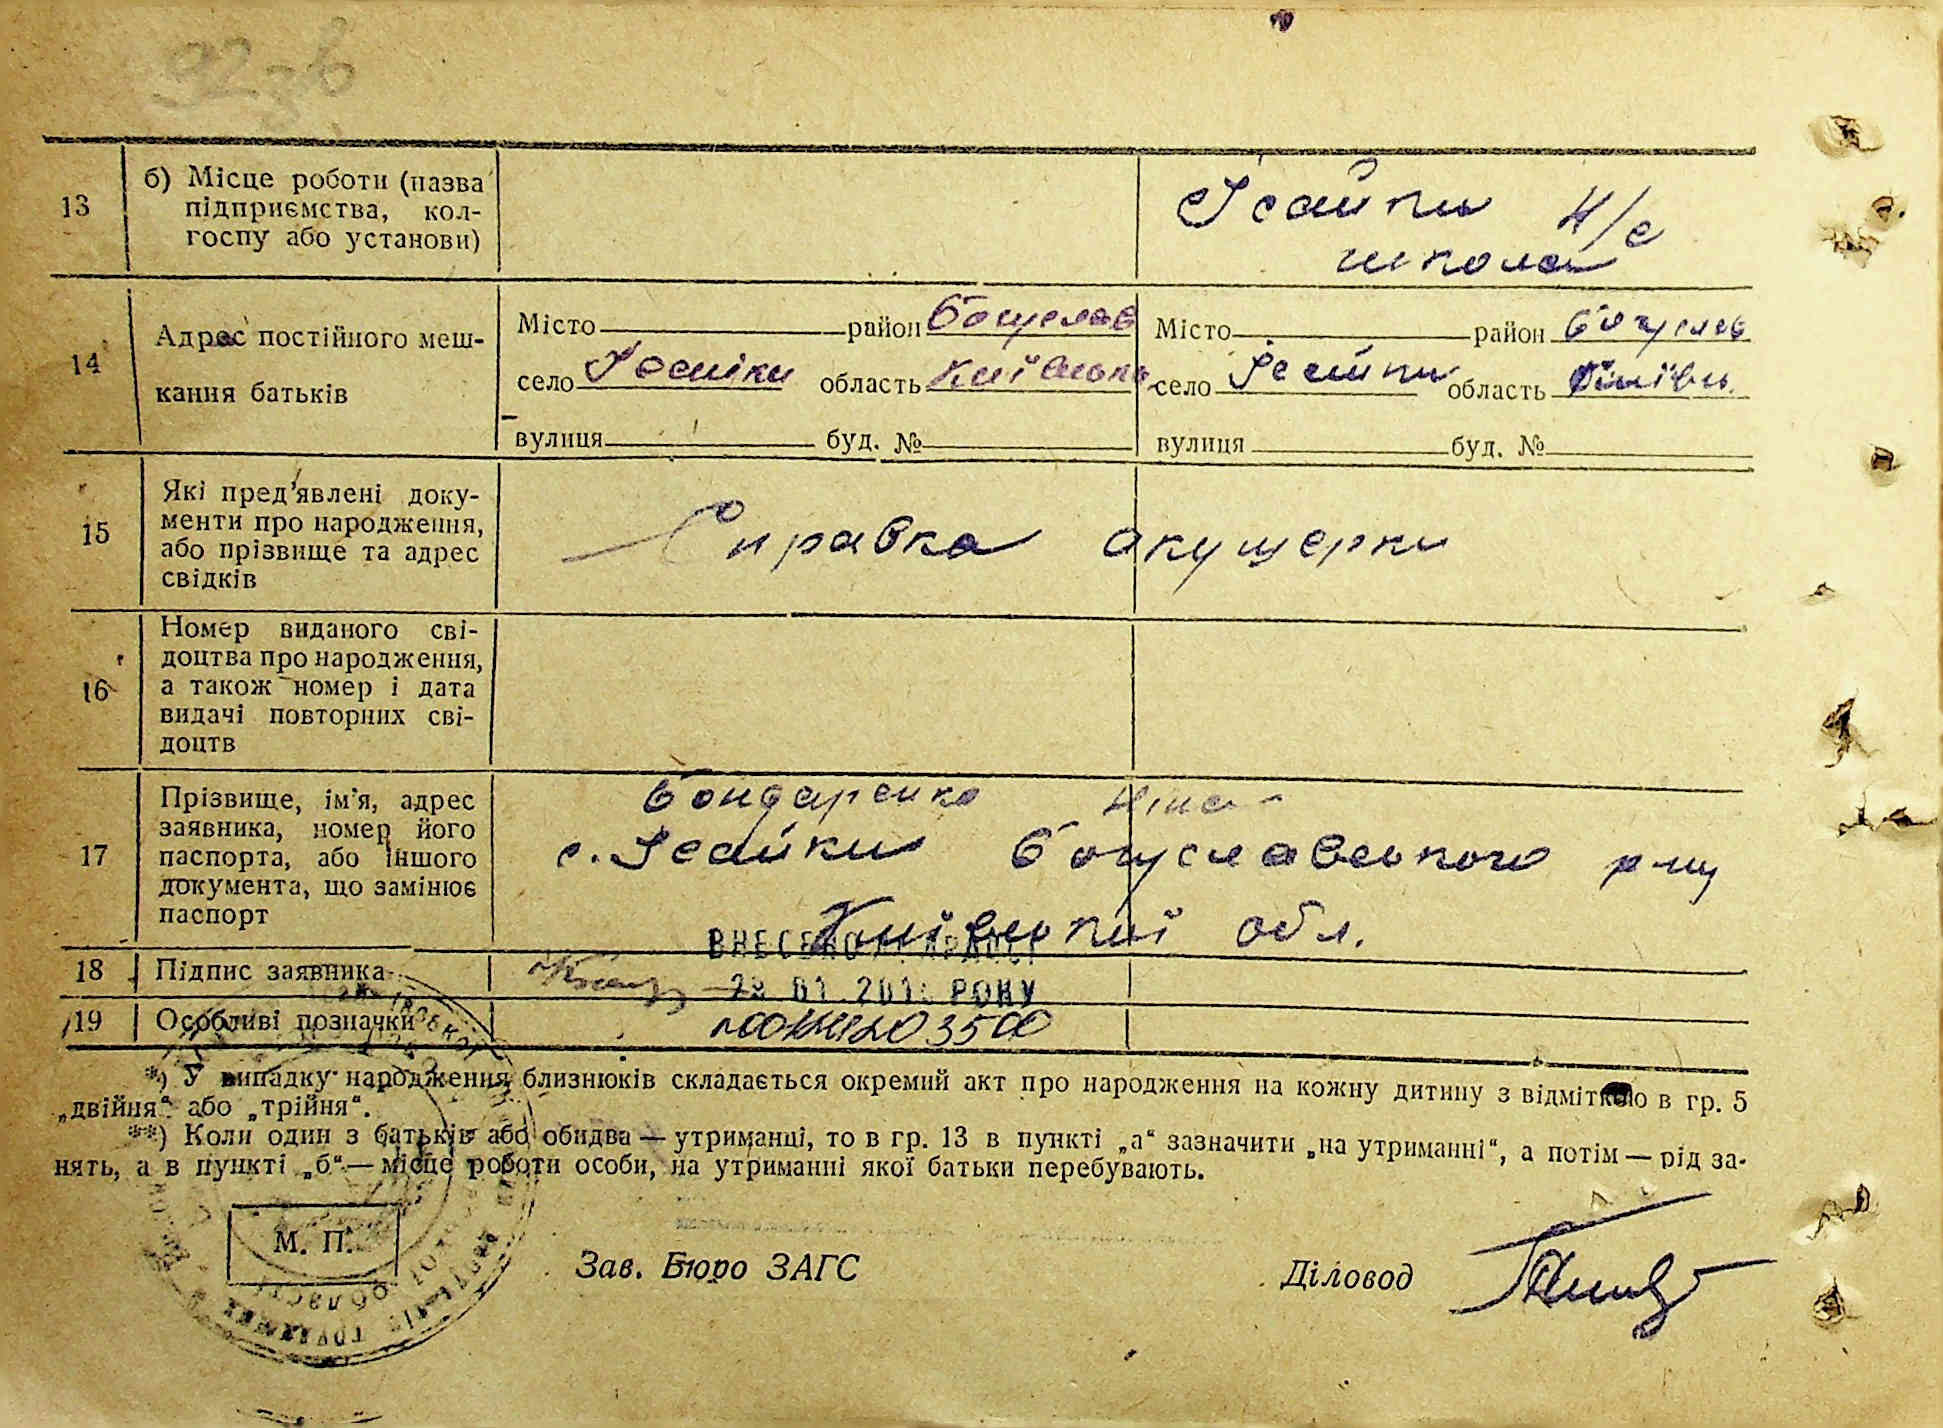 92 зв
13 б) Місце роботи (назва підприємства, кол-
госпу або установи)
Ісайки Н/с
школа
14 Адрес постійного меш-
кання батьків
Місто район Богуслав Місто район Богуслав
село Ісайки область Київська село Ісайки область Київськ.
вулиця буд. № вулиця буд. №
15 Які пред'явлені доку-
менти про народження,
або прізвище та адрес
свідків
Справка акушерки
16 Номер виданого сві-
доцтва про народження,
а також номер і дата
видачі повторних сві-
доцтв
17 Прізвище, ім'я, адрес
заявника, номер його
паспорта, або іншого
документа, що замінює
паспорт
Бондаренко Ніна
с. Ісайки Богуславського р-ну
Київської обл.
ВНЕСЕНО
18 Підпис заявника
РОКУ
19 Особливі позначки
*) У випадку народження близнюків складається окремий акт про народження на кожну дитину з відміткою в гр. 5
„двійня“ або „трійня“.
**) Коли один з батьків або обидва — утриманці, то в гр. 13 в пункті „а“ зазначити „на утриманні“, а потім — рід за-
нять, а в пункті „б“ — місце роботи особи, на утриманні якої батьки перебувають.
М. П.
Зав. Бюро ЗАГС Діловод